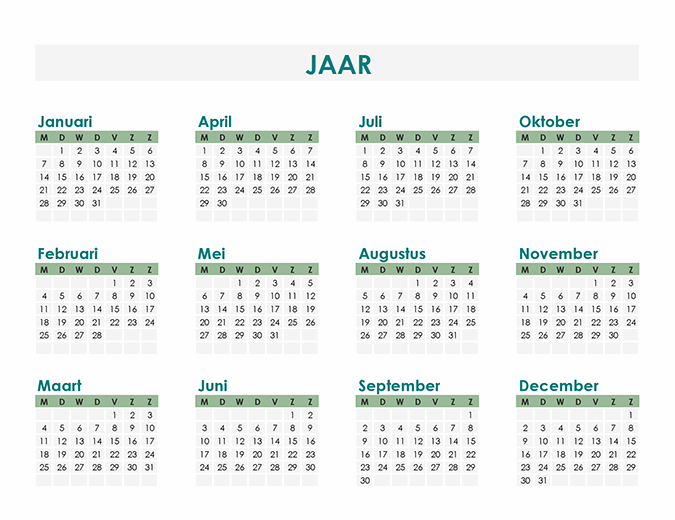 JAAR
Januari
M D W D V Z Z
1 2 3 4 5 6
7 8 9 10 11 12 13
14 15 16 17 18 19 20
21 22 23 24 25 26 27
28 29 30 31
April
M D W D V Z Z
1 2 3 4 5 6 7
8 9 10 11 12 13 14
15 16 17 18 19 20 21
22 23 24 25 26 27 28
29 30
Juli
M D W D V Z Z
1 2 3 4 5 6 7
8 9 10 11 12 13 14
15 16 17 18 19 20 21
22 23 24 25 26 27 28
29 30 31
Oktober
M D W D V Z Z
1 2 3 4 5 6
7 8 9 10 11 12 13
14 15 16 17 18 19 20
21 22 23 24 25 26 27
28 29 30 31
Februari
M D W D V Z Z
1 2 3
4 5 6 7 8 9 10
11 12 13 14 15 16 17
18 19 20 21 22 23 24
25 26 27 28
Mei
M D W D V Z Z
1 2 3 4 5
6 7 8 9 10 11 12
13 14 15 16 17 18 19
20 21 22 23 24 25 26
27 28 29 30 31
Augustus
M D W D V Z Z
1 2 3 4
5 6 7 8 9 10 11
12 13 14 15 16 17 18
19 20 21 22 23 24 25
26 27 28 29 30 31
November
M D W D V Z Z
1 2 3
4 5 6 7 8 9 10
11 12 13 14 15 16 17
18 19 20 21 22 23 24
25 26 27 28 29 30
Maart
M D W D V Z Z
1 2 3
4 5 6 7 8 9 10
11 12 13 14 15 16 17
18 19 20 21 22 23 24
25 26 27 28 29 30 31
Juni
M D W D V Z Z
1 2
3 4 5 6 7 8 9
10 11 12 13 14 15 16
17 18 19 20 21 22 23
24 25 26 27 28 29 30
September
M D W D V Z Z
1
2 3 4 5 6 7 8
9 10 11 12 13 14 15
16 17 18 19 20 21 22
23 24 25 26 27 28 29
30
December
M D W D V Z Z
1
2 3 4 5 6 7 8
9 10 11 12 13 14 15
16 17 18 19 20 21 22
23 24 25 26 27 28 29
30 31